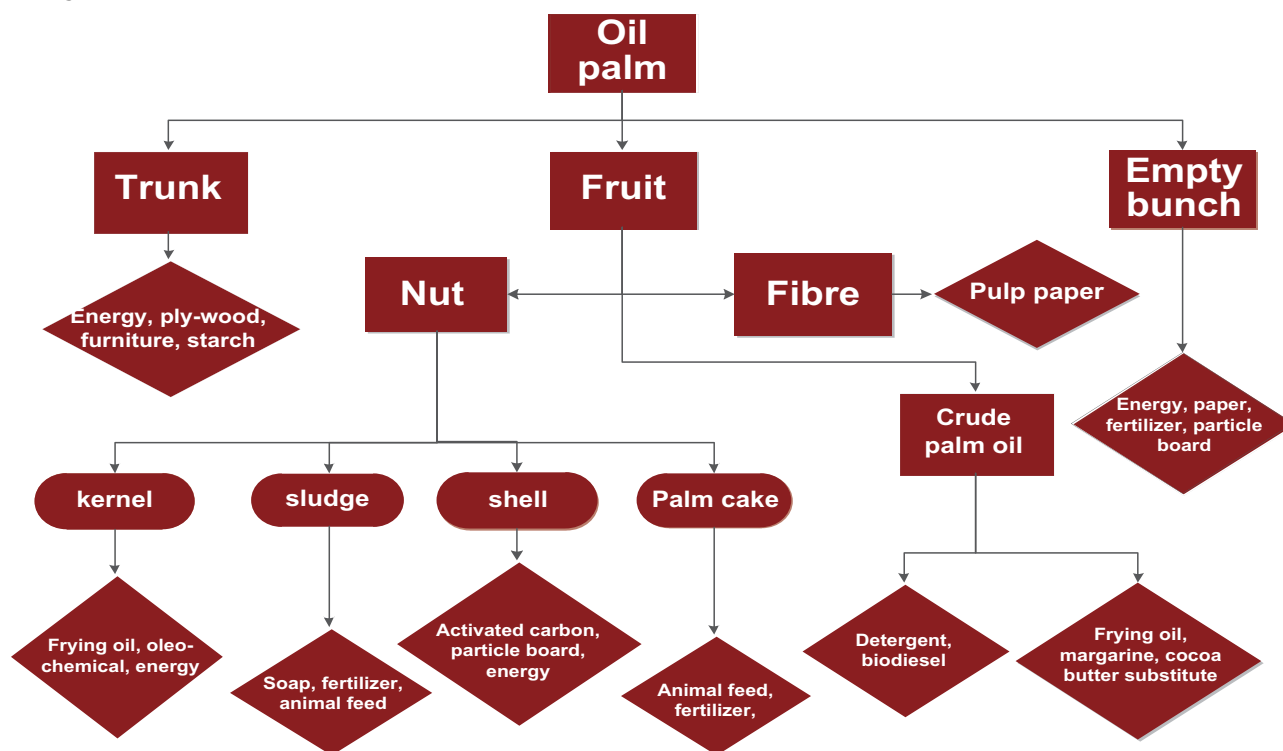 Oil
palm
Trunk
Fruit
Empty
bunch
Nut
Fibre
Pulp paper
Energy, ply-wood,
furniture, starch
Crude
palm oil
Energy, paper,
fertilizer, particle
board
kernel
sludge
shell
Palm cake
Frying oil, oleo-
chemical, energy
Soap, fertilizer,
animal feed
Activated carbon,
particle board,
energy
Animal feed,
fertilizer,
Detergent,
biodiesel
Frying oil,
margarine, cocoa
butter substitute